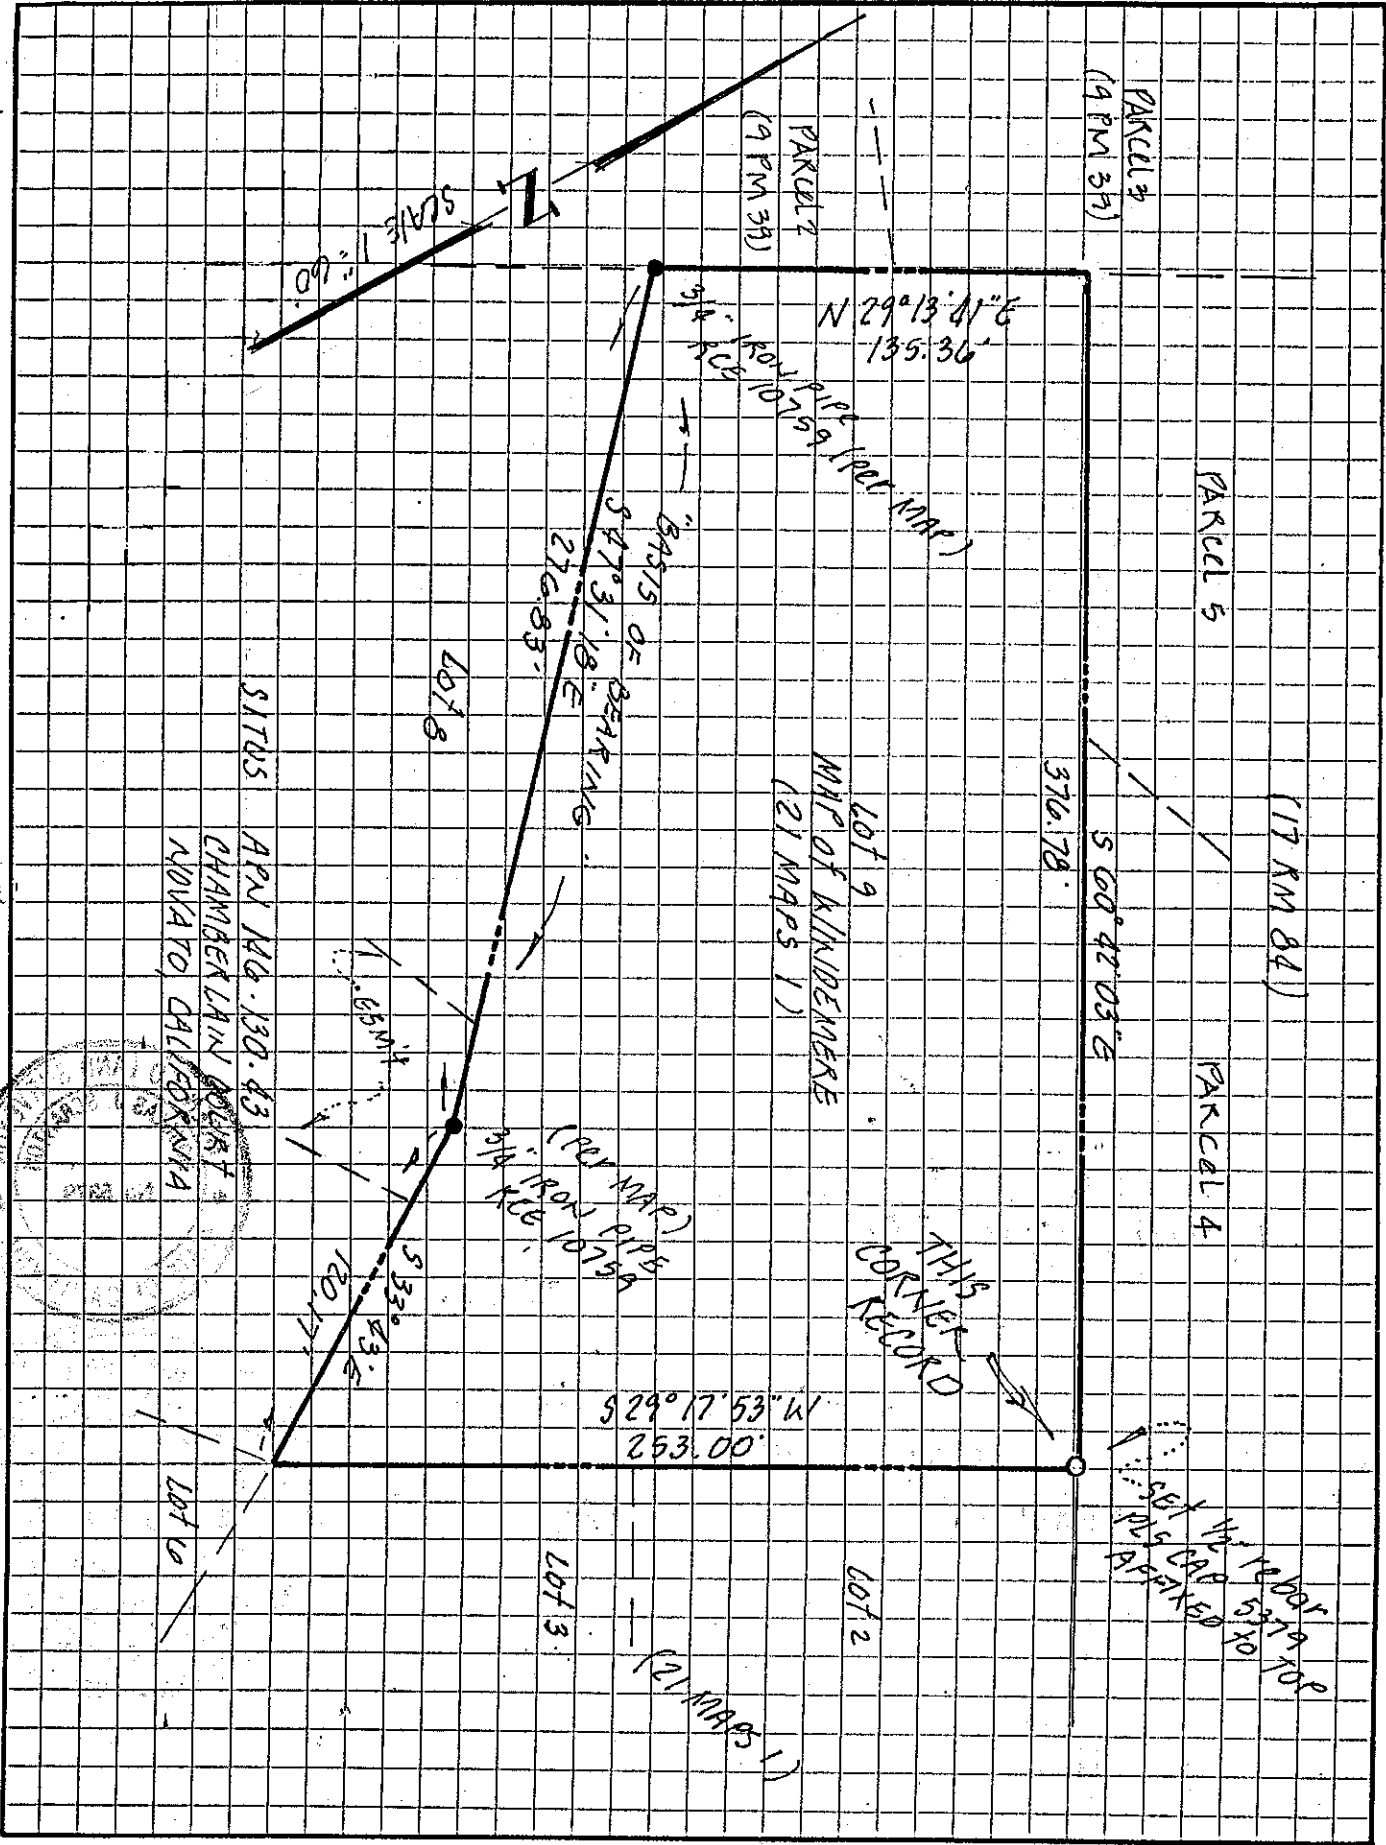 PARCEL 3
(9 PM 39)
PARCEL 2
(9 PM 39)
PARCEL 5
(17 RM 84)
PARCEL 4
S 60° 42' 03" E
376.78'
N 29° 13' 41" E
135.36'
3/4" IRON PIPE
RCE 10759 (PER MAP)
"BASIS OF BEARING"
S 47° 31' 18" E
276.83'
LOT 9
MAP OF WINDEMERE
(21 MAPS 1)
LOT 8
(PER MAP)
3/4" IRON PIPE
RCE 10759
S 33° 43' E
120.17'
S 29° 17' 53" W
253.00'
THIS
CORNER
RECORD
SET 1/2" rebar
PLS CAP 5379
AFFIXED TO TOP
LOT 2
LOT 3
(21 MAPS 1)
LOT 6
ESMT
SITUS APN 146-130-63
CHAMBERLAIN COURT
NOVATO, CALIFORNIA
N
SCALE 1"=60'